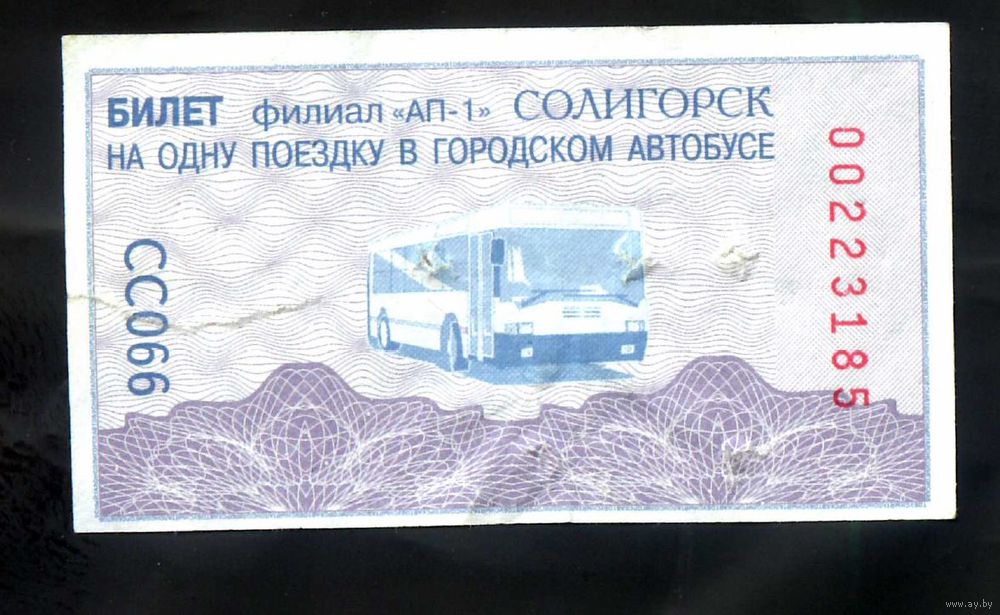 БИЛЕТ филиал «АП-1» СОЛИГОРСК
НА ОДНУ ПОЕЗДКУ В ГОРОДСКОМ АВТОБУСЕ
СС066
00223185
www.ay.by